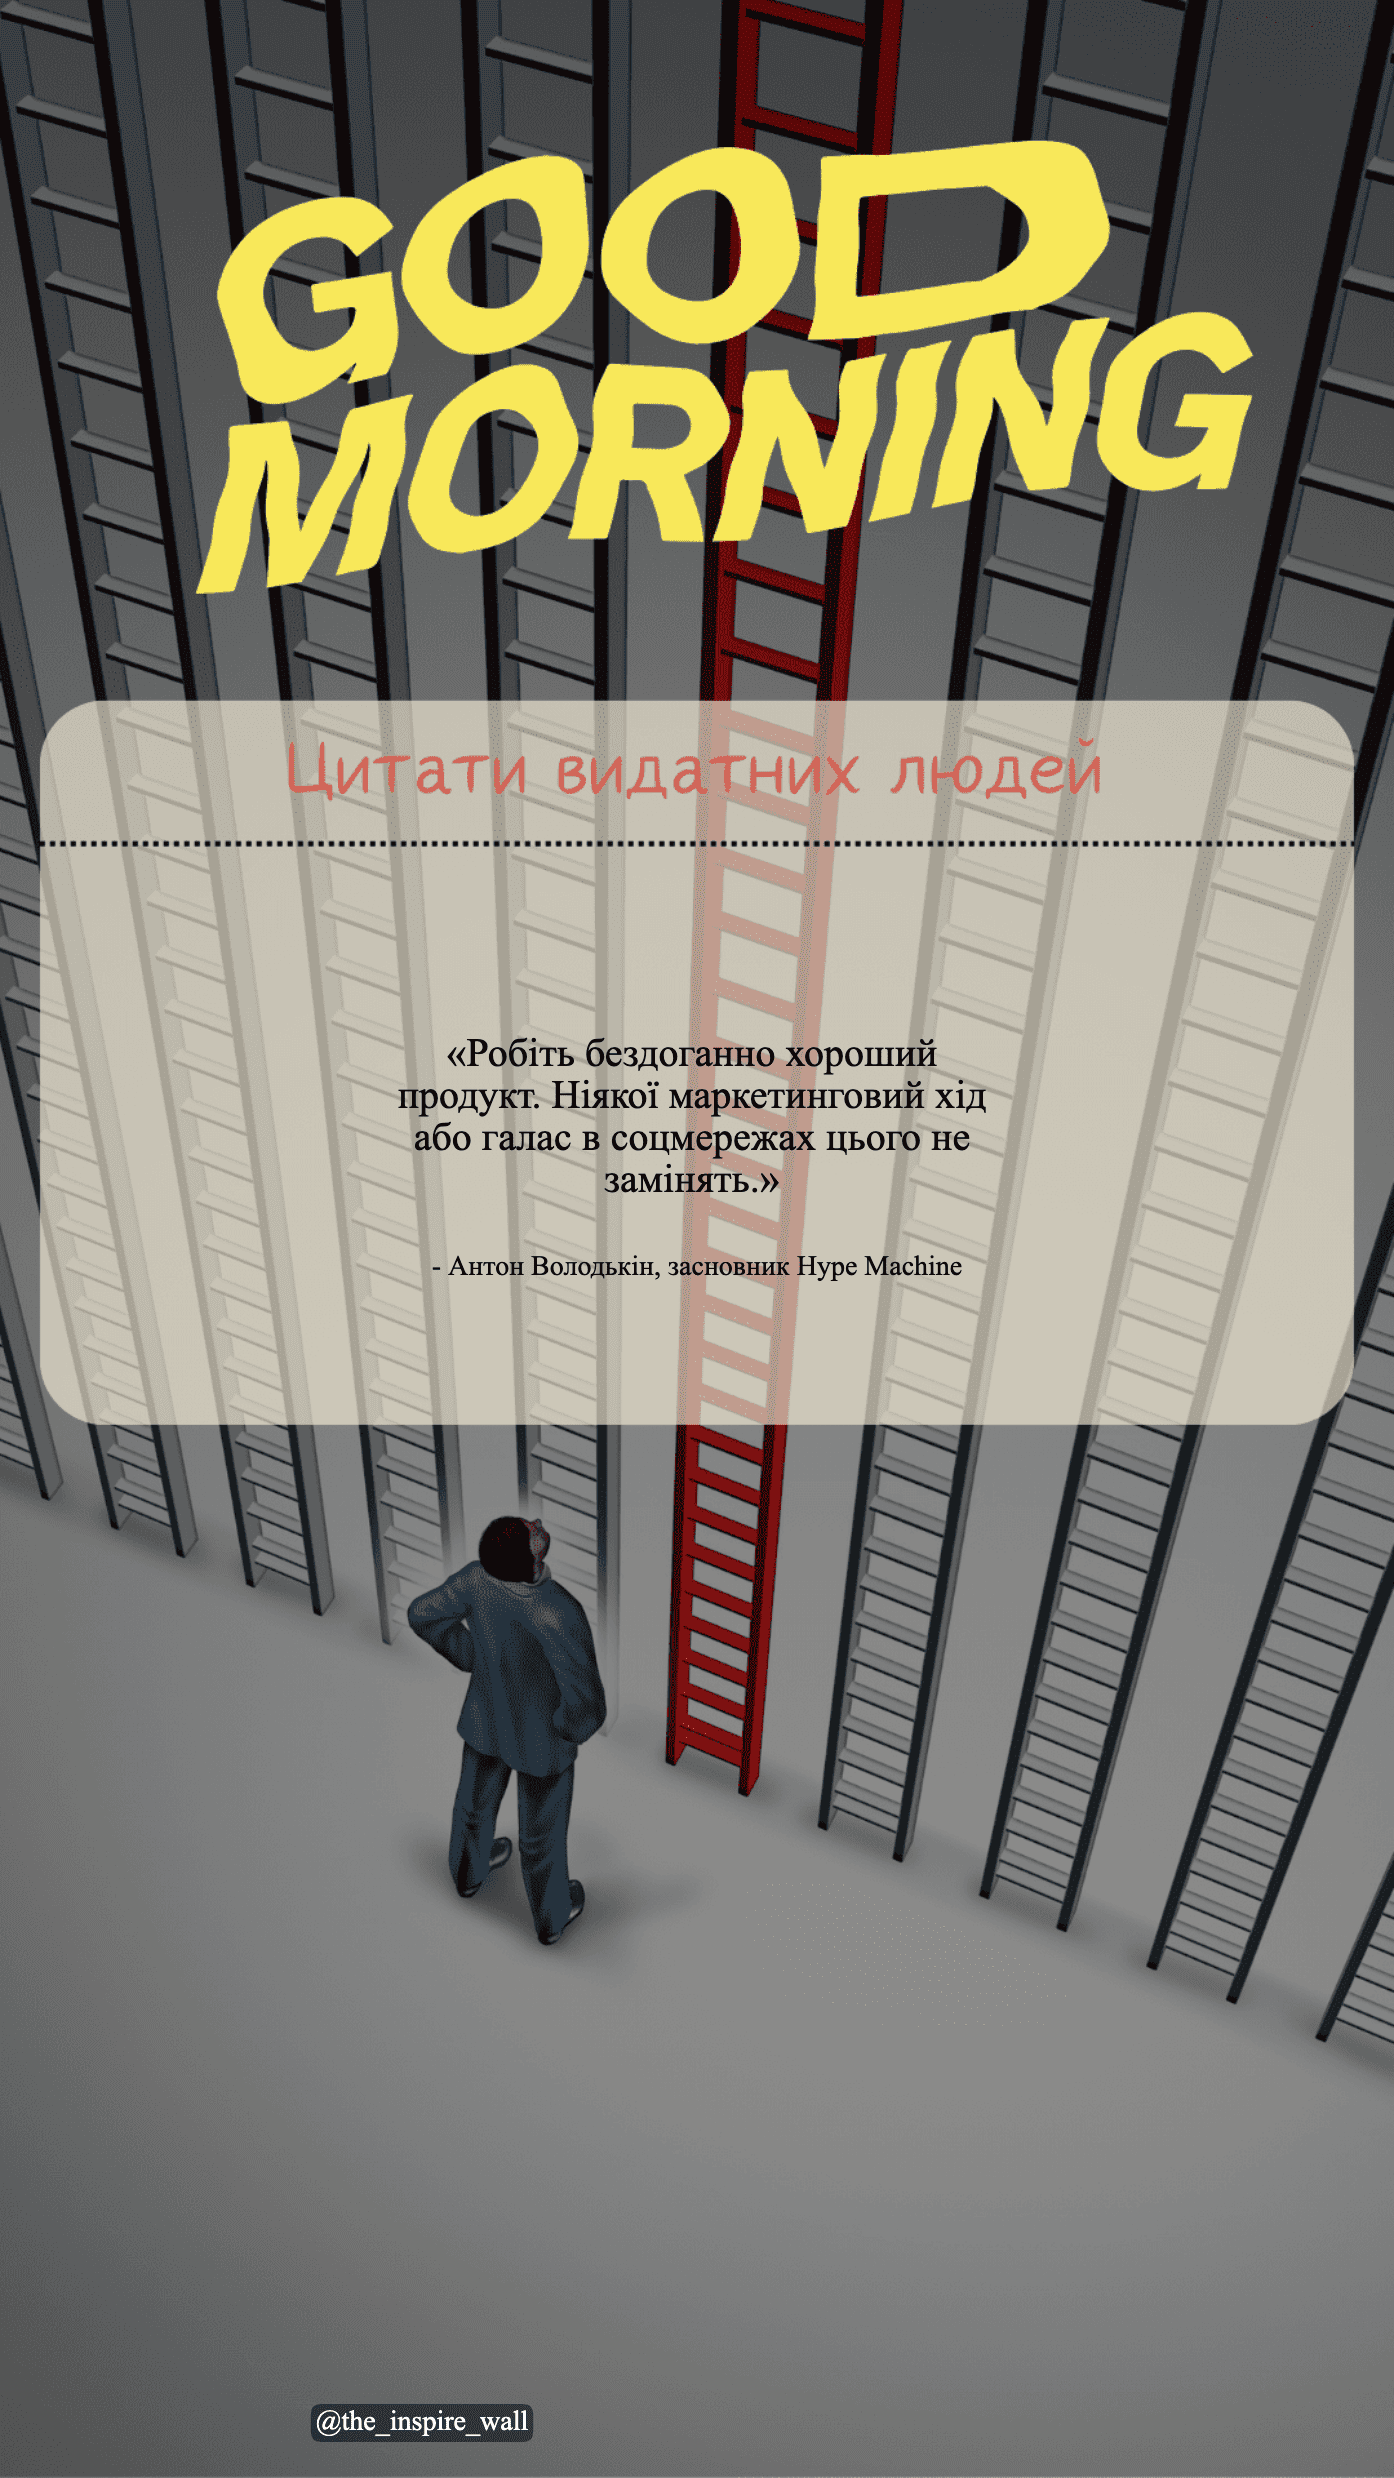 GOOD
MORNING
Цитати видатних людей
«Робіть бездоганно хороший
продукт. Ніякої маркетинговий хід
або галас в соцмережах цього не
замінять.»
- Антон Володькін, засновник Hype Machine
@the_inspire_wall